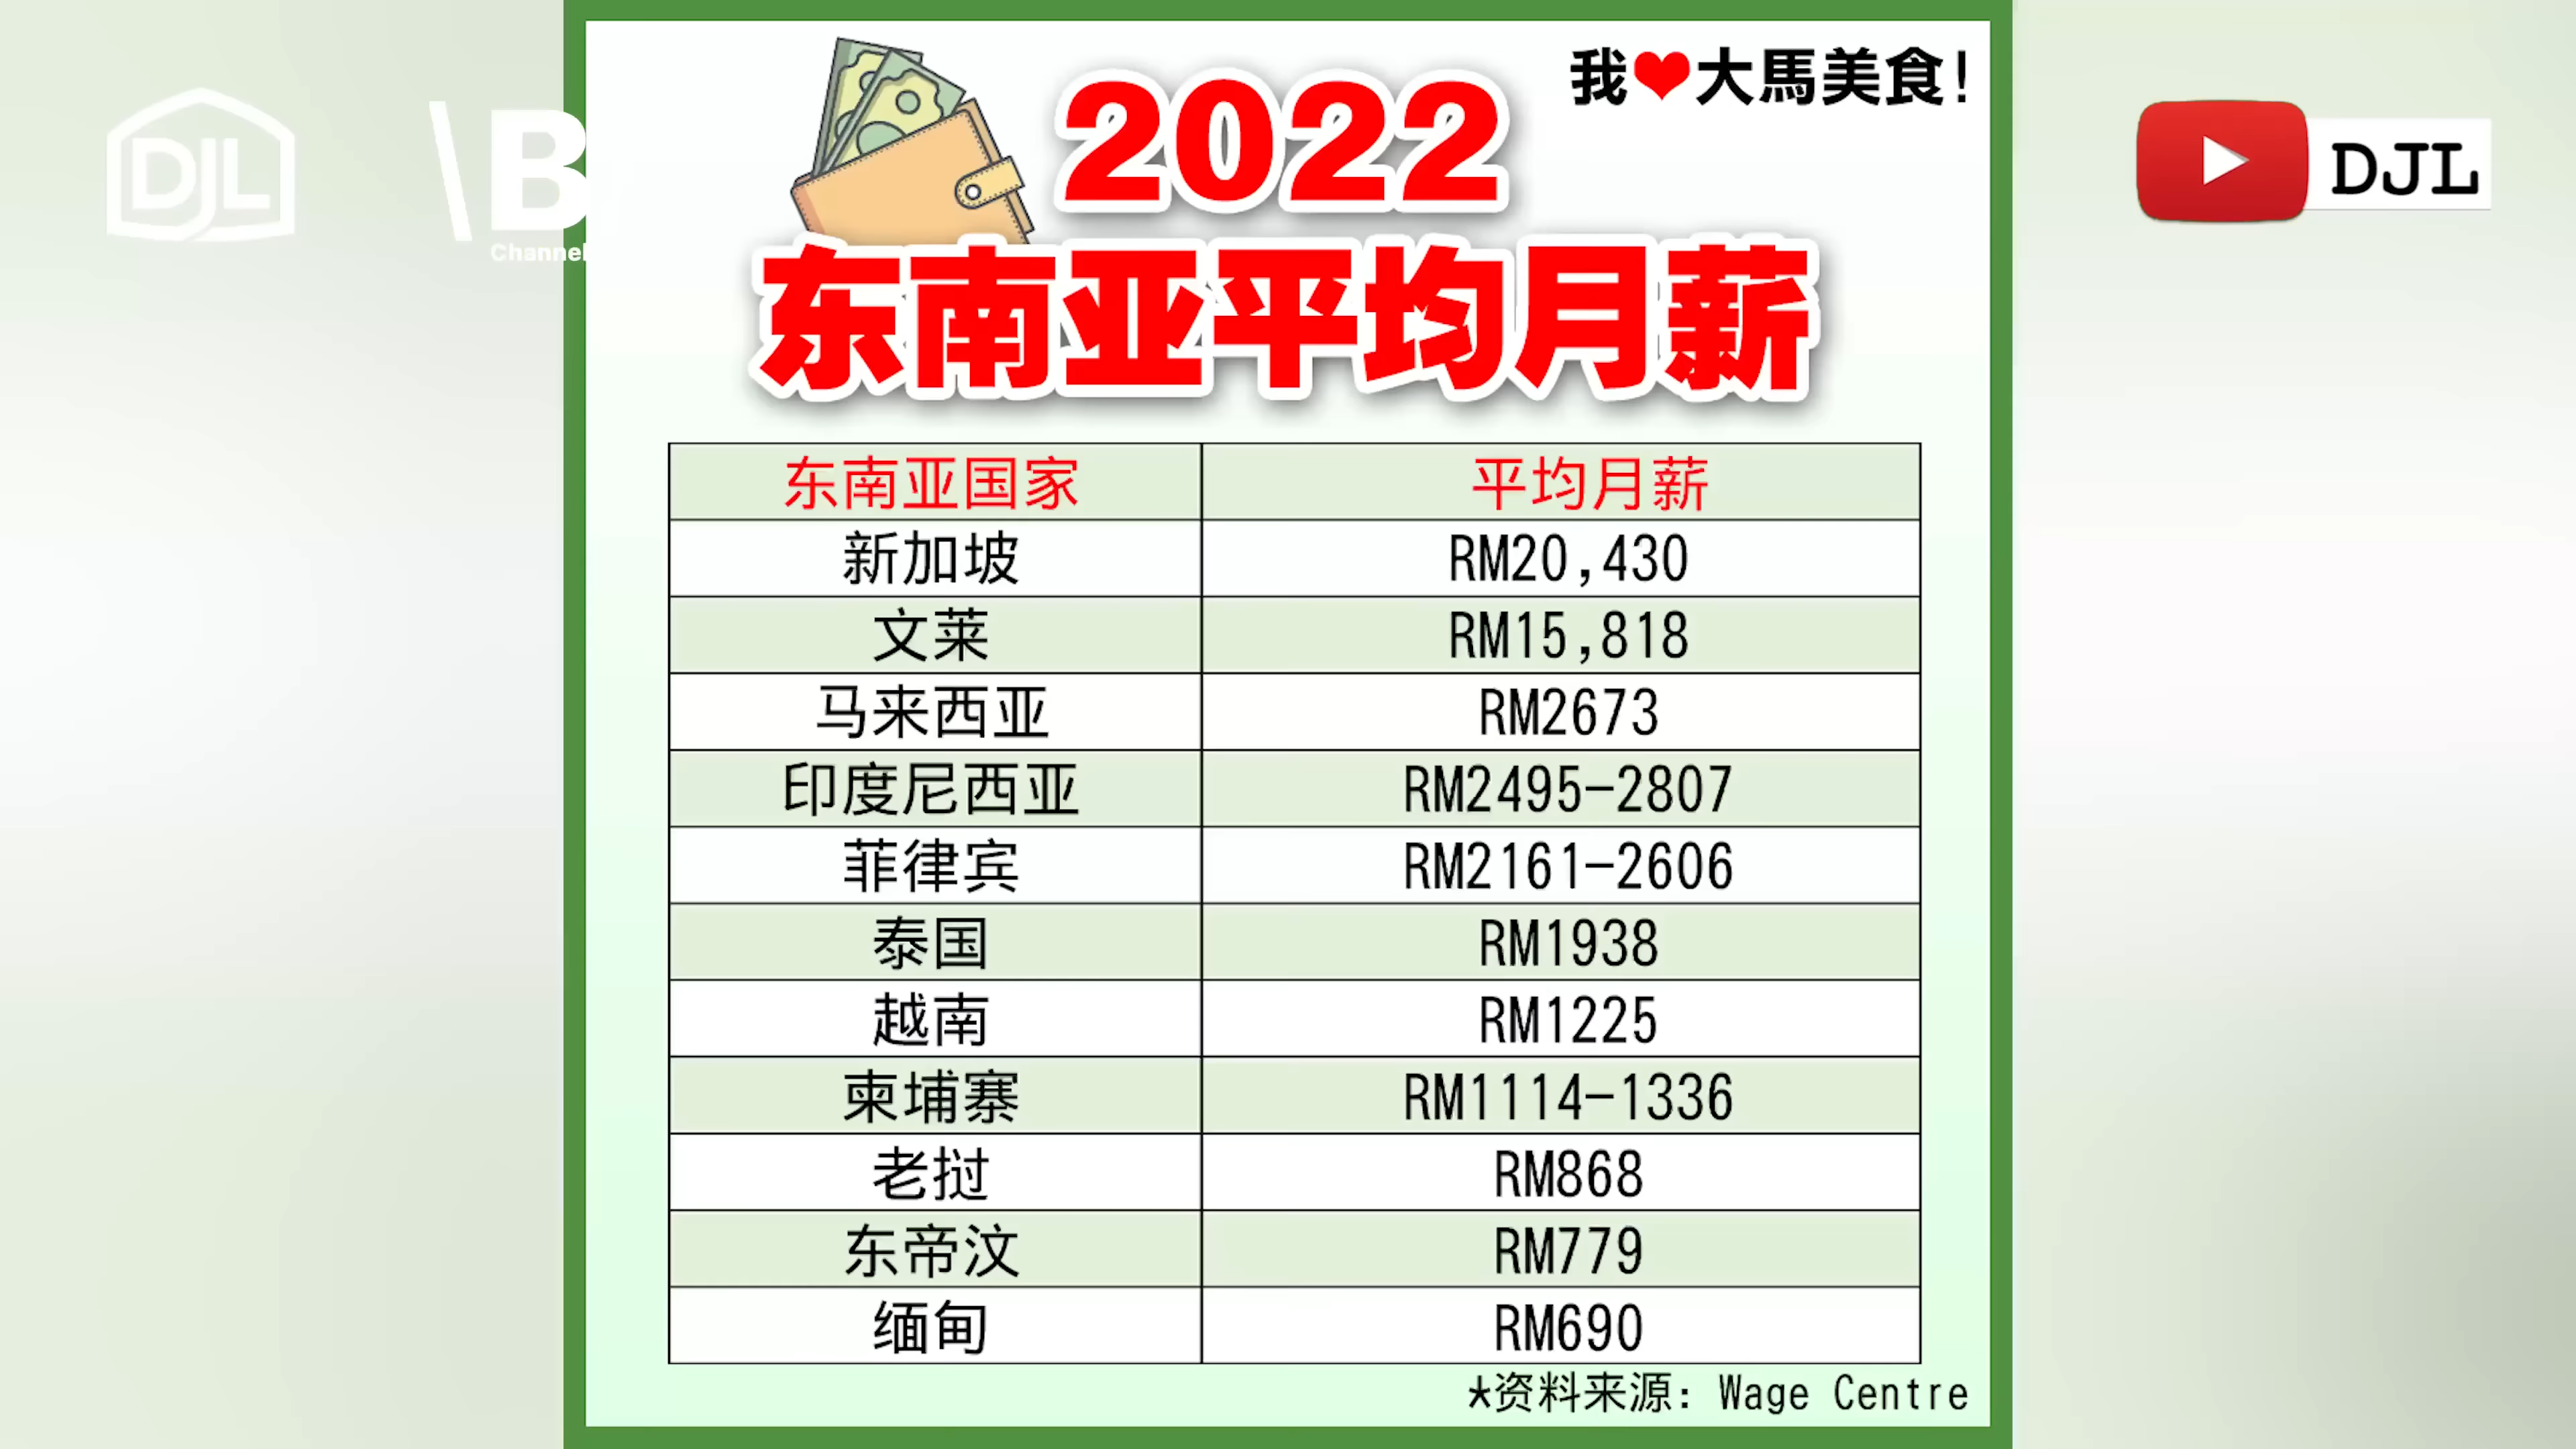 DJL
\B
Channel
我❤大馬美食!
DJL
2022
东南亚平均月薪
东南亚国家 平均月薪
新加坡 RM20,430
文莱 RM15,818
马来西亚 RM2673
印度尼西亚 RM2495-2807
菲律宾 RM2161-2606
泰国 RM1938
越南 RM1225
柬埔寨 RM1114-1336
老挝 RM868
东帝汶 RM779
缅甸 RM690
*资料来源: Wage Centre